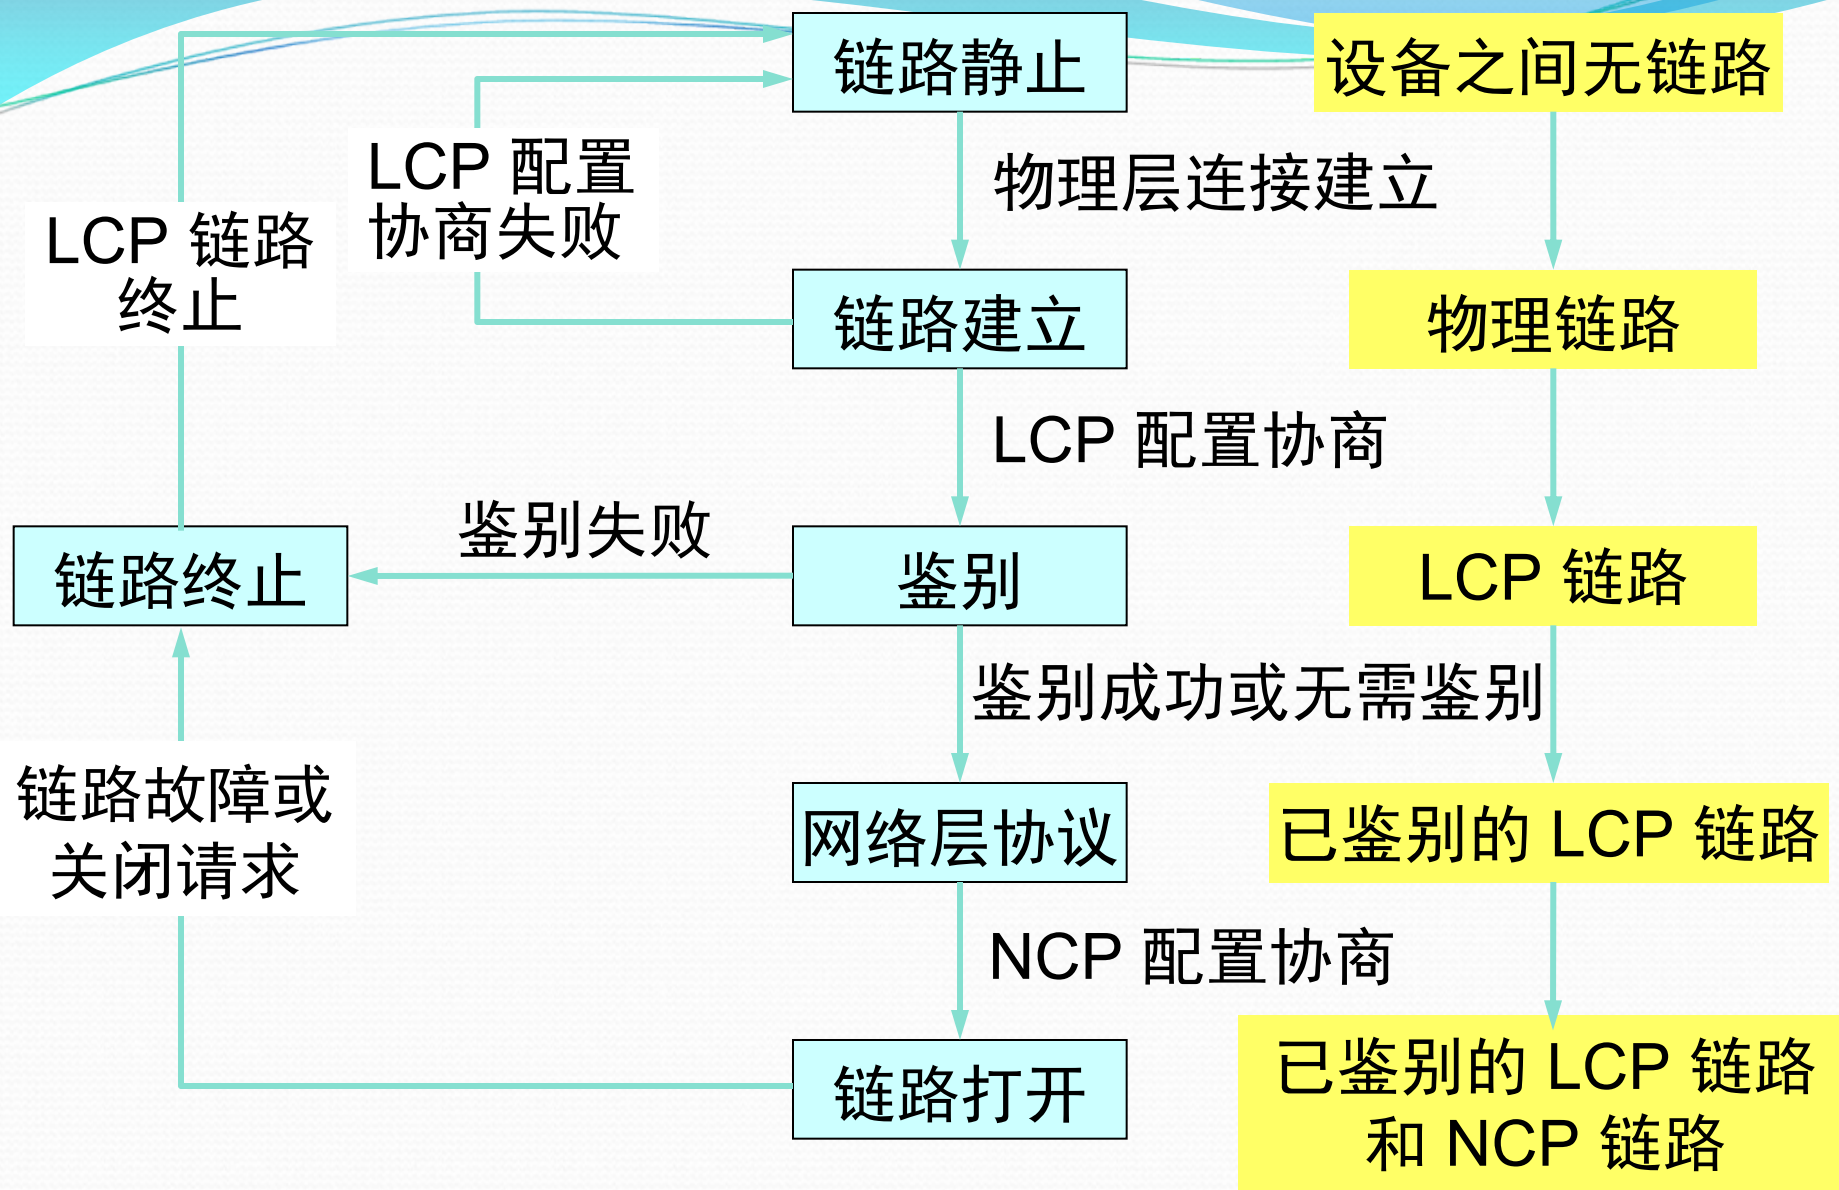 链路静止
设备之间无链路
LCP 配置
协商失败
物理层连接建立
LCP 链路
终止
链路建立
物理链路
LCP 配置协商
鉴别失败
链路终止
鉴别
LCP 链路
鉴别成功或无需鉴别
链路故障或
关闭请求
网络层协议
已鉴别的 LCP 链路
NCP 配置协商
链路打开
已鉴别的 LCP 链路
和 NCP 链路